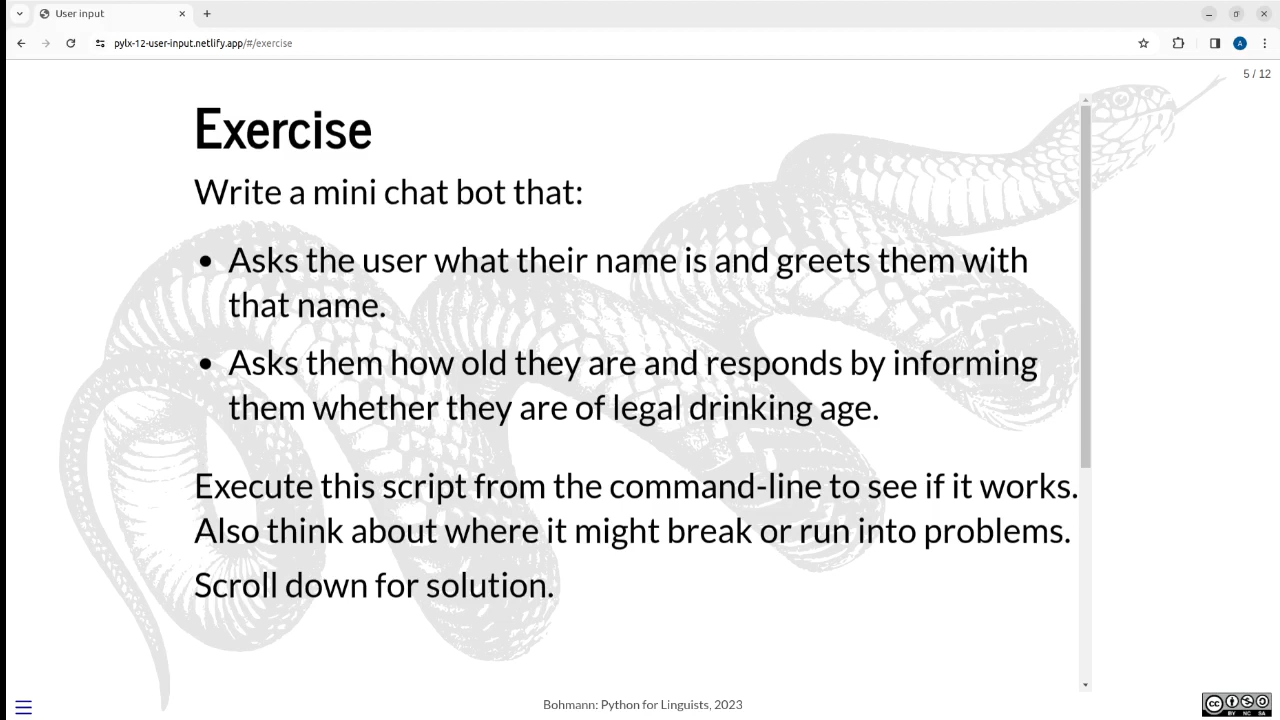 User input
pylx-12-user-input.netlify.app/#/exercise
A
5 / 12
Exercise
Write a mini chat bot that:
• Asks the user what their name is and greets them with
that name.
• Asks them how old they are and responds by informing
them whether they are of legal drinking age.
Execute this script from the command-line to see if it works.
Also think about where it might break or run into problems.
Scroll down for solution.
Bohmann: Python for Linguists, 2023
cc
BY NC SA